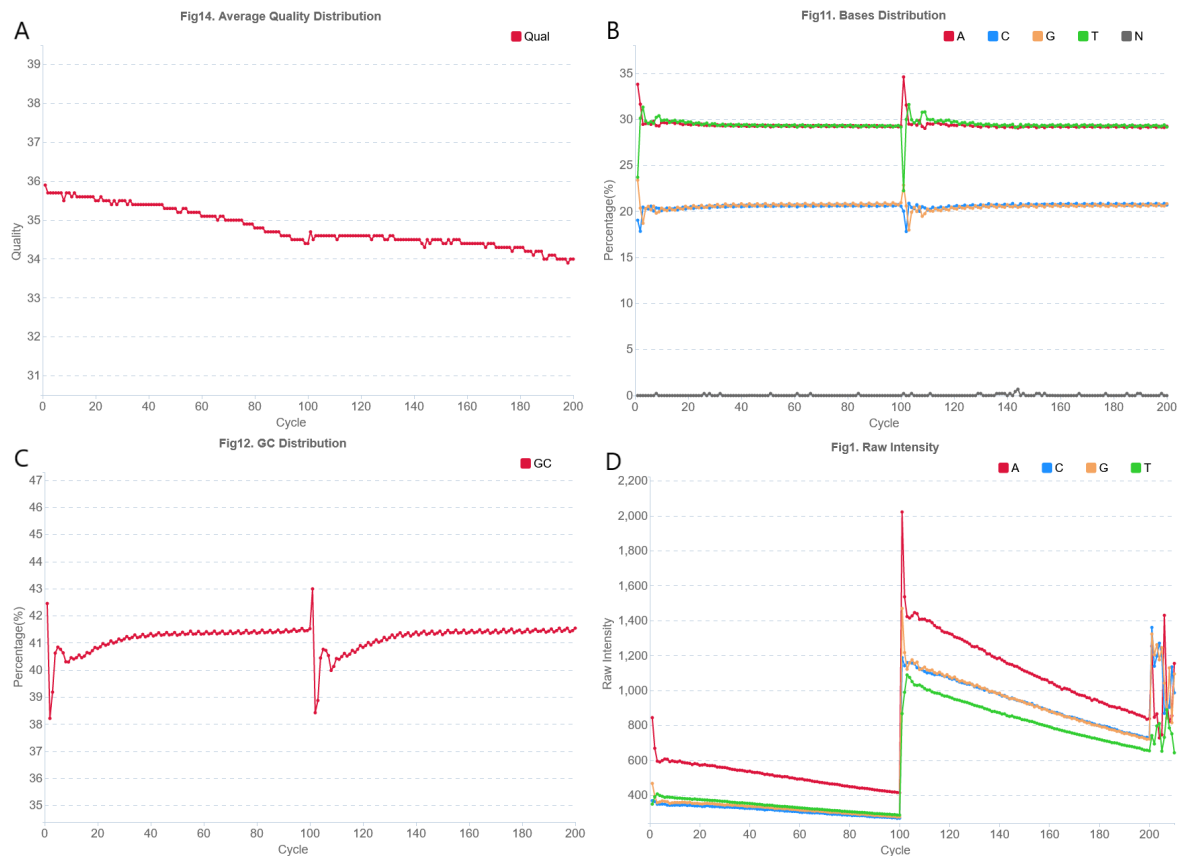 A
Fig14. Average Quality Distribution
Qual
39
38
37
36
35
34
33
32
31
Quality
0 20 40 60 80 100 120 140 160 180 200
Cycle
B
Fig11. Bases Distribution
A C G T N
35
30
25
20
15
10
5
0
Percentage(%)
0 20 40 60 80 100 120 140 160 180 200
Cycle
C
Fig12. GC Distribution
GC
47
46
45
44
43
42
41
40
39
38
37
36
35
Percentage(%)
0 20 40 60 80 100 120 140 160 180 200
Cycle
D
Fig1. Raw Intensity
A C G T
2,200
2,000
1,800
1,600
1,400
1,200
1,000
800
600
400
Raw Intensity
0 20 40 60 80 100 120 140 160 180 200
Cycle